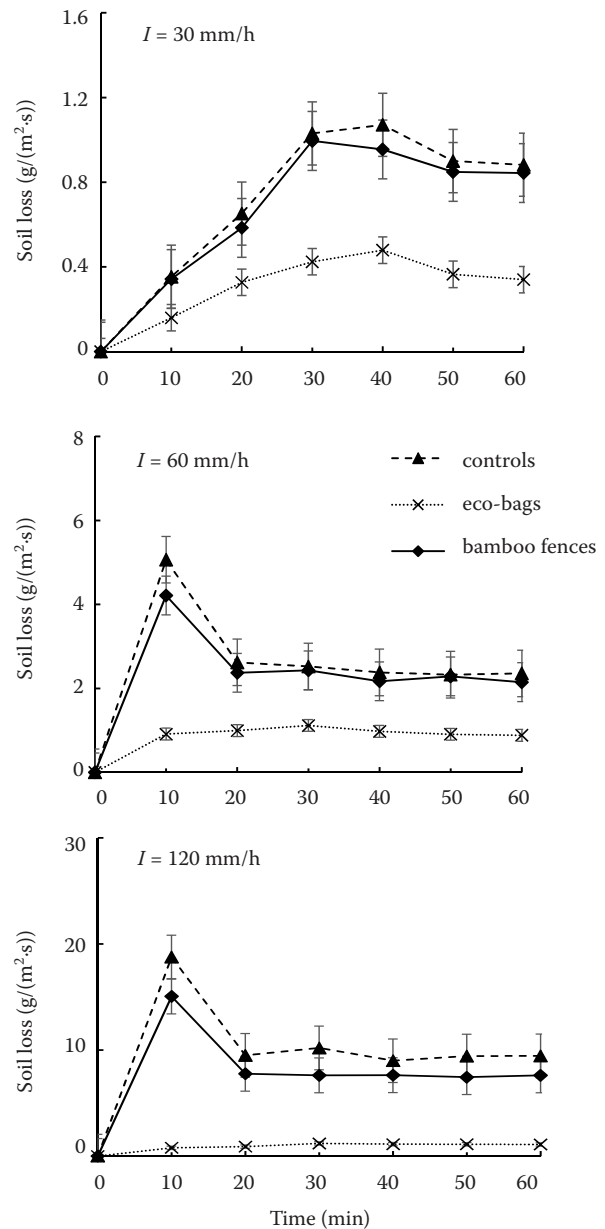 1.6
I = 30 mm/h
1.2
0.8
0.4
0
Soil loss (g/(m²·s))
0 10 20 30 40 50 60
8
I = 60 mm/h
controls
eco-bags
bamboo fences
6
4
2
0
Soil loss (g/(m²·s))
0 10 20 30 40 50 60
30
I = 120 mm/h
20
10
0
Soil loss (g/(m²·s))
0 10 20 30 40 50 60
Time (min)